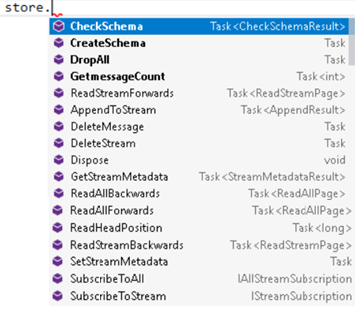 store.
CheckSchema Task<CheckSchemaResult>
CreateSchema Task
DropAll Task
GetmessageCount Task<int>
ReadStreamForwards Task<ReadStreamPage>
AppendToStream Task<AppendResult>
DeleteMessage Task
DeleteStream Task
Dispose void
GetStreamMetadata Task<StreamMetadataResult>
ReadAllBackwards Task<ReadAllPage>
ReadAllForwards Task<ReadAllPage>
ReadHeadPosition Task<long>
ReadStreamBackwards Task<ReadStreamPage>
SetStreamMetadata Task
SubscribeToAll IAllStreamSubscription
SubscribeToStream IStreamSubscription